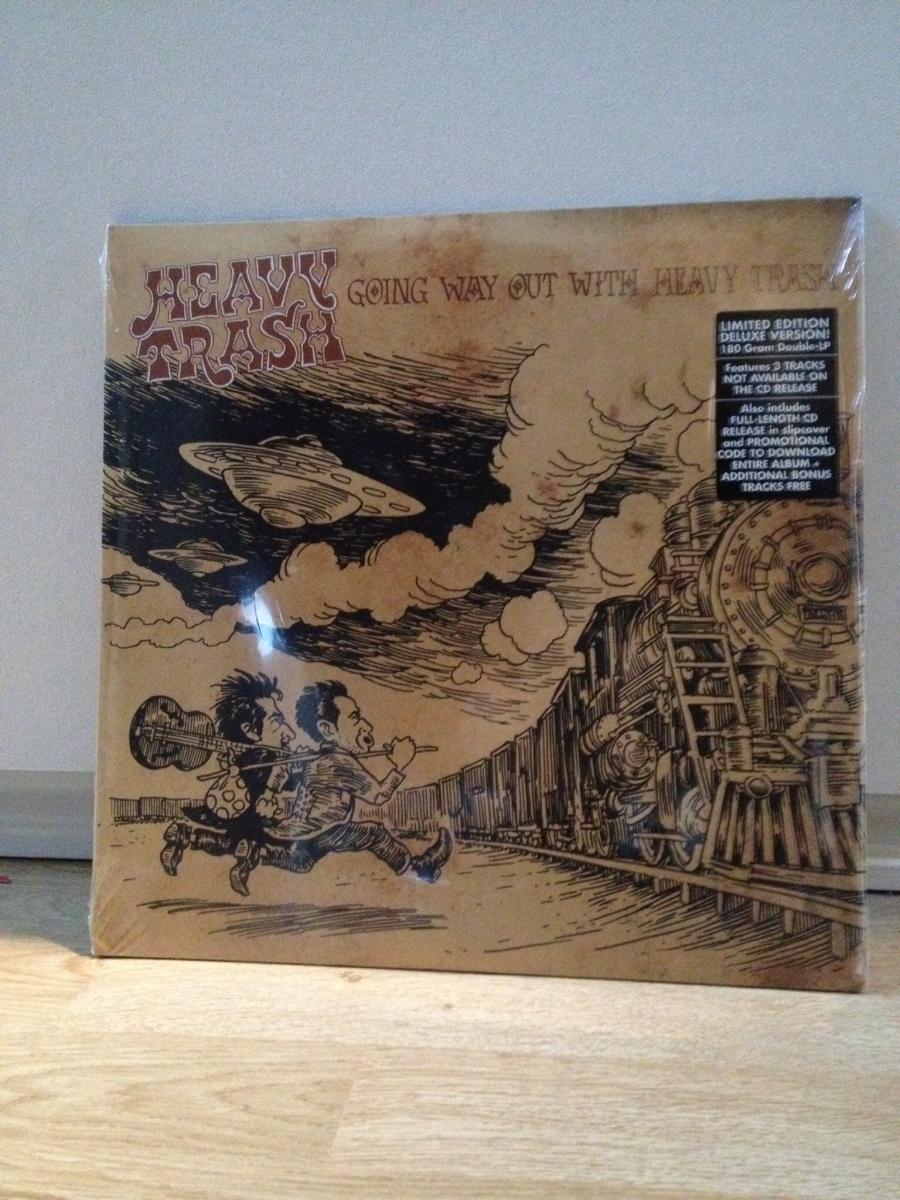 HEAVY
TRASH
GOING WAY OUT WITH HEAVY TRASH
LIMITED EDITION
DELUXE VERSION!
180 Gram Double-LP
Features 3 TRACKS
NOT AVAILABLE ON
THE CD RELEASE
Also includes
FULL-LENGTH CD
RELEASE in slipcover
and PROMOTIONAL
CODE TO DOWNLOAD
ENTIRE ALBUM +
ADDITIONAL BONUS
TRACKS FREE